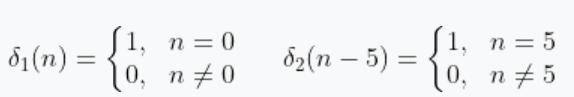 δ₁(n) = { 1, n = 0
0, n ≠ 0
δ₂(n − 5) = { 1, n = 5
0, n ≠ 5